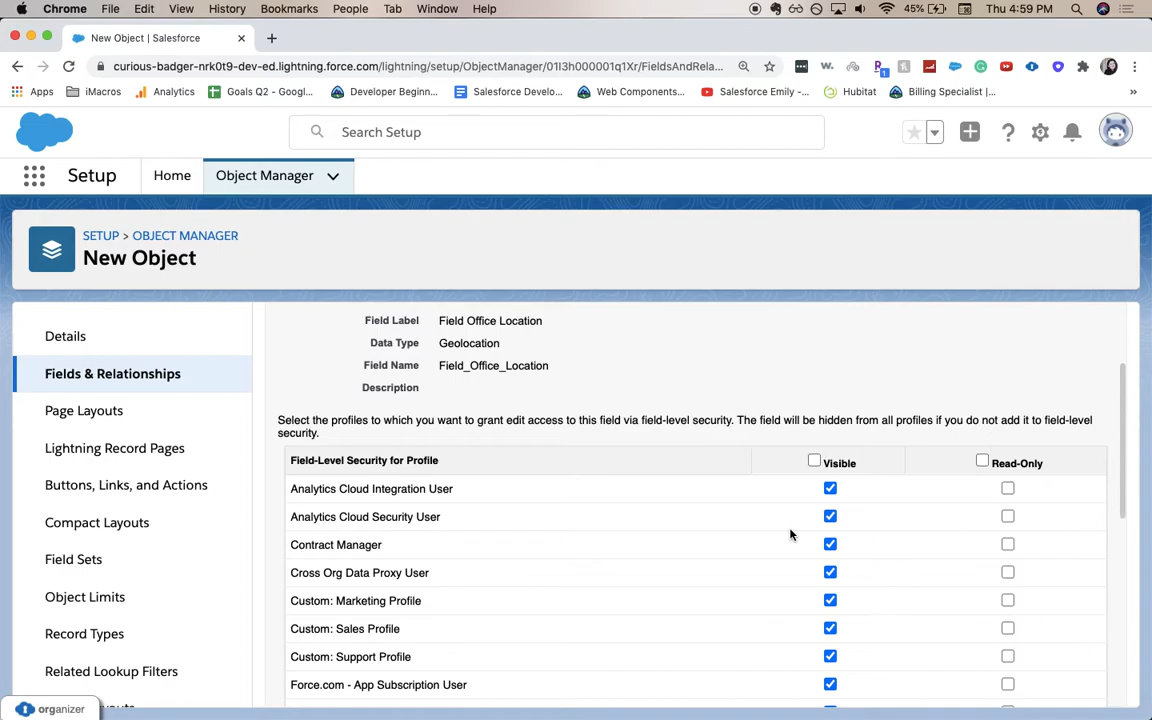 Chrome File Edit View History Bookmarks People Tab Window Help 45% Thu 4:59 PM
New Object | Salesforce
curious-badger-nrk0t9-dev-ed.lightning.force.com/lightning/setup/ObjectManager/01I3h000001q1Xr/FieldsAndRela...
Apps iMacros Analytics Goals Q2 - Googl... Developer Beginn... Salesforce Develo... Web Components... Salesforce Emily -... Hubitat Billing Specialist |... »
Search Setup
Setup Home Object Manager
SETUP > OBJECT MANAGER
New Object
Details
Fields & Relationships
Page Layouts
Lightning Record Pages
Buttons, Links, and Actions
Compact Layouts
Field Sets
Object Limits
Record Types
Related Lookup Filters
organizer
Field Label Field Office Location
Data Type Geolocation
Field Name Field_Office_Location
Description
Select the profiles to which you want to grant edit access to this field via field-level security. The field will be hidden from all profiles if you do not add it to field-level
security.
Field-Level Security for Profile Visible Read-Only
Analytics Cloud Integration User
Analytics Cloud Security User
Contract Manager
Cross Org Data Proxy User
Custom: Marketing Profile
Custom: Sales Profile
Custom: Support Profile
Force.com - App Subscription User